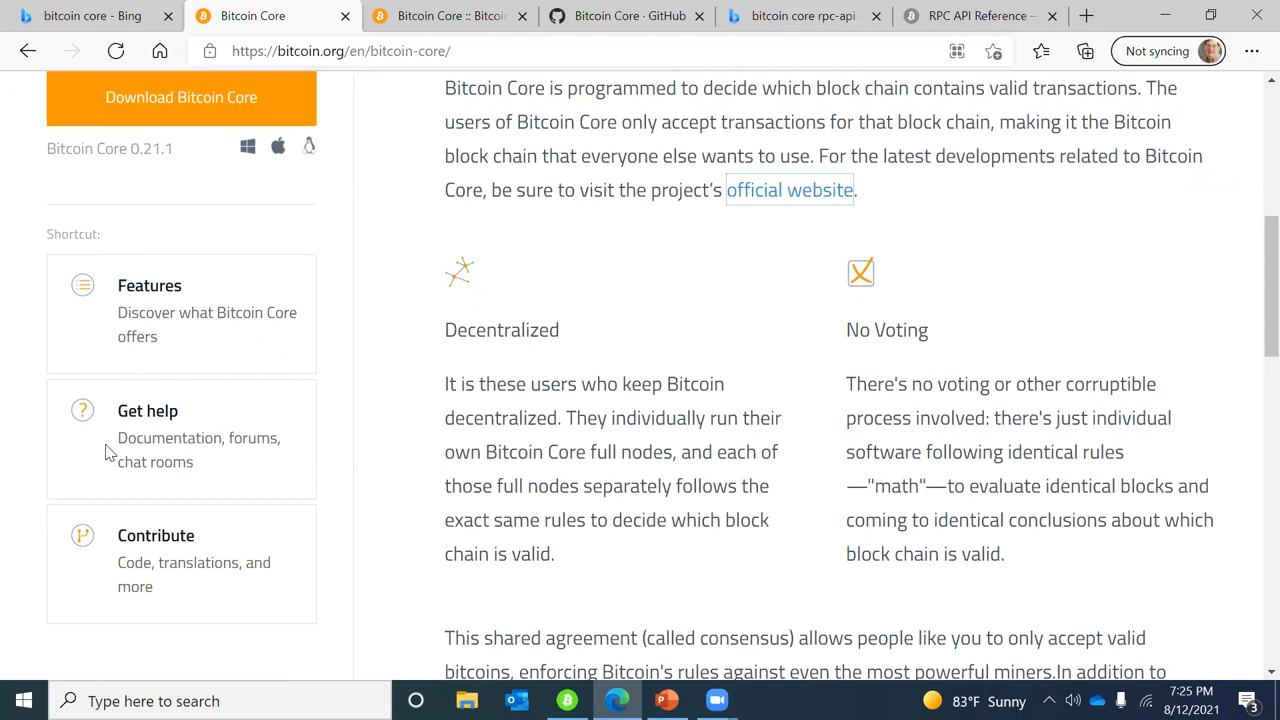 bitcoin core - Bing
Bitcoin Core
Bitcoin Core :: Bitcoin
Bitcoin Core · GitHub
bitcoin core rpc-api -
RPC API Reference —
https://bitcoin.org/en/bitcoin-core/
Not syncing
Download Bitcoin Core
Bitcoin Core 0.21.1
Shortcut:
Features
Discover what Bitcoin Core
offers
Get help
Documentation, forums,
chat rooms
Contribute
Code, translations, and
more
Bitcoin Core is programmed to decide which block chain contains valid transactions. The
users of Bitcoin Core only accept transactions for that block chain, making it the Bitcoin
block chain that everyone else wants to use. For the latest developments related to Bitcoin
Core, be sure to visit the project’s official website.
Decentralized
It is these users who keep Bitcoin
decentralized. They individually run their
own Bitcoin Core full nodes, and each of
those full nodes separately follows the
exact same rules to decide which block
chain is valid.
No Voting
There's no voting or other corruptible
process involved: there's just individual
software following identical rules
—"math"—to evaluate identical blocks and
coming to identical conclusions about which
block chain is valid.
This shared agreement (called consensus) allows people like you to only accept valid
bitcoins, enforcing Bitcoin's rules against even the most powerful miners.In addition to
Type here to search
83°F Sunny
7:25 PM
8/12/2021
3